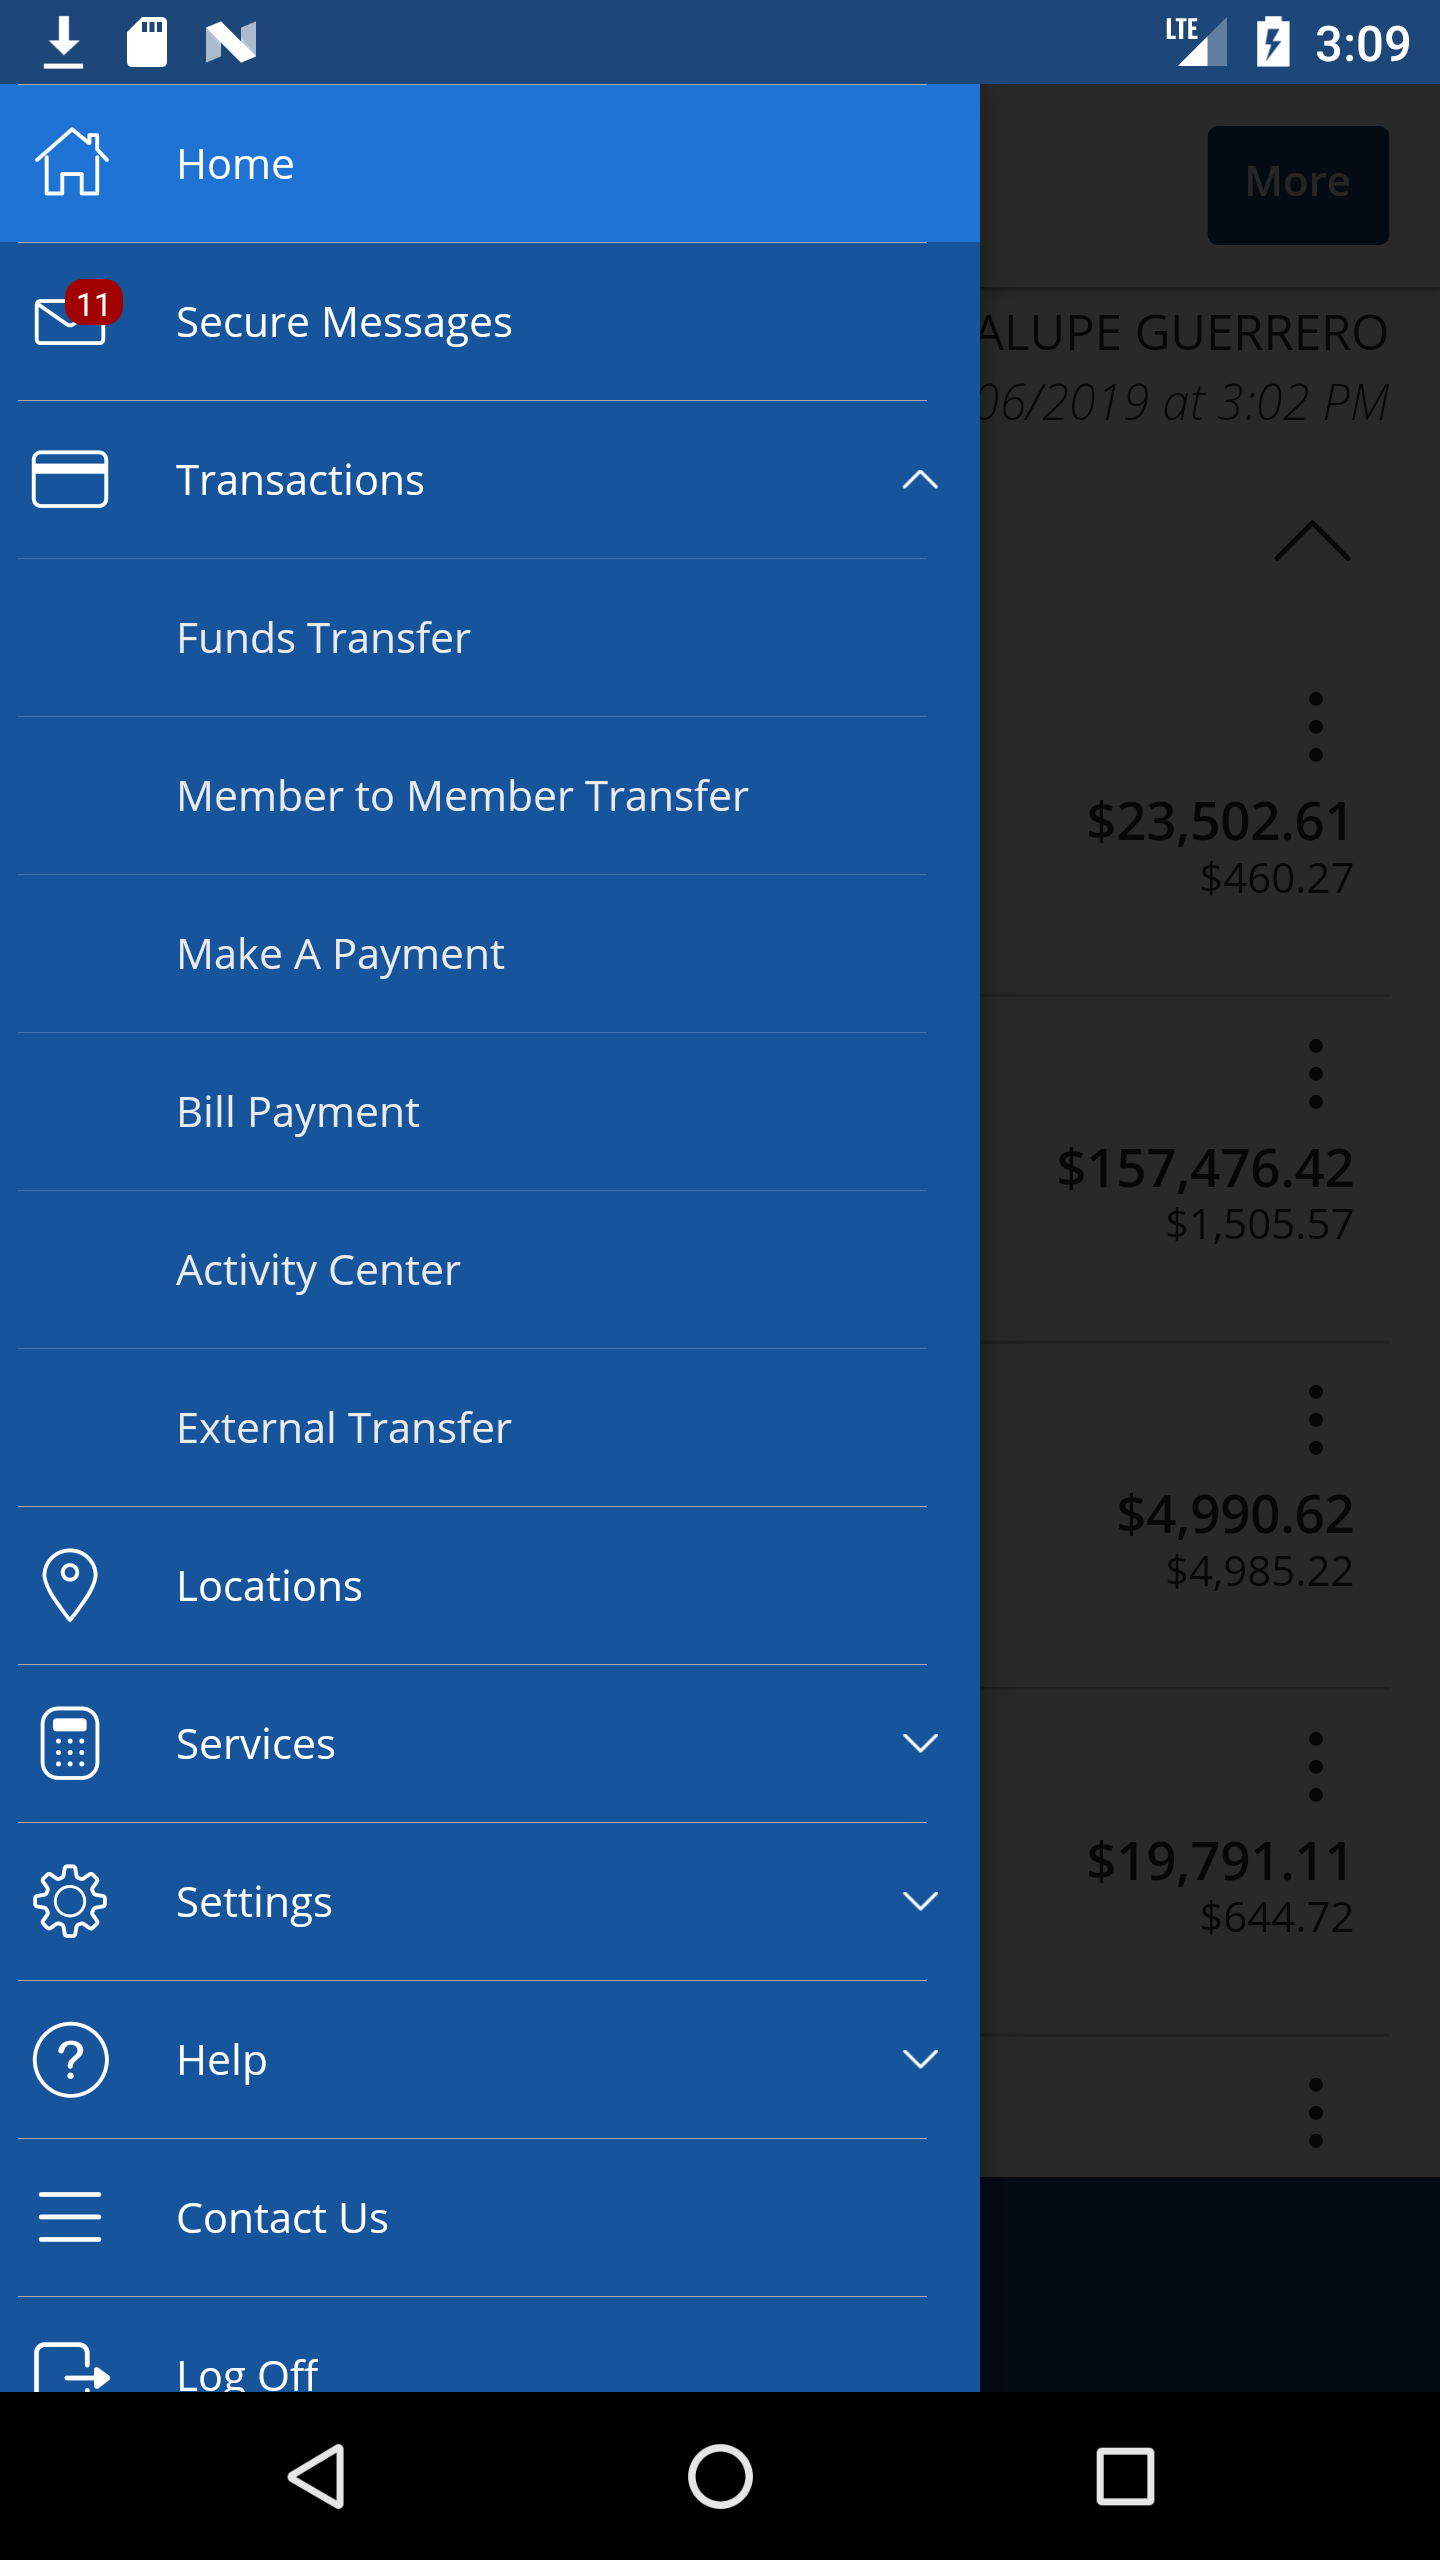 LTE 3:09
Home
More
11
Secure Messages
ALUPE GUERRERO
06/2019 at 3:02 PM
Transactions
Funds Transfer
Member to Member Transfer
$23,502.61
$460.27
Make A Payment
Bill Payment
$157,476.42
$1,505.57
Activity Center
External Transfer
$4,990.62
$4,985.22
Locations
Services
Settings
$19,791.11
$644.72
Help
Contact Us
Log Off